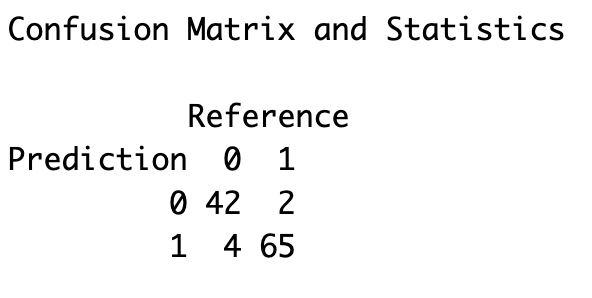 Confusion Matrix and Statistics
Reference
Prediction 0 1
0 42 2
1 4 65